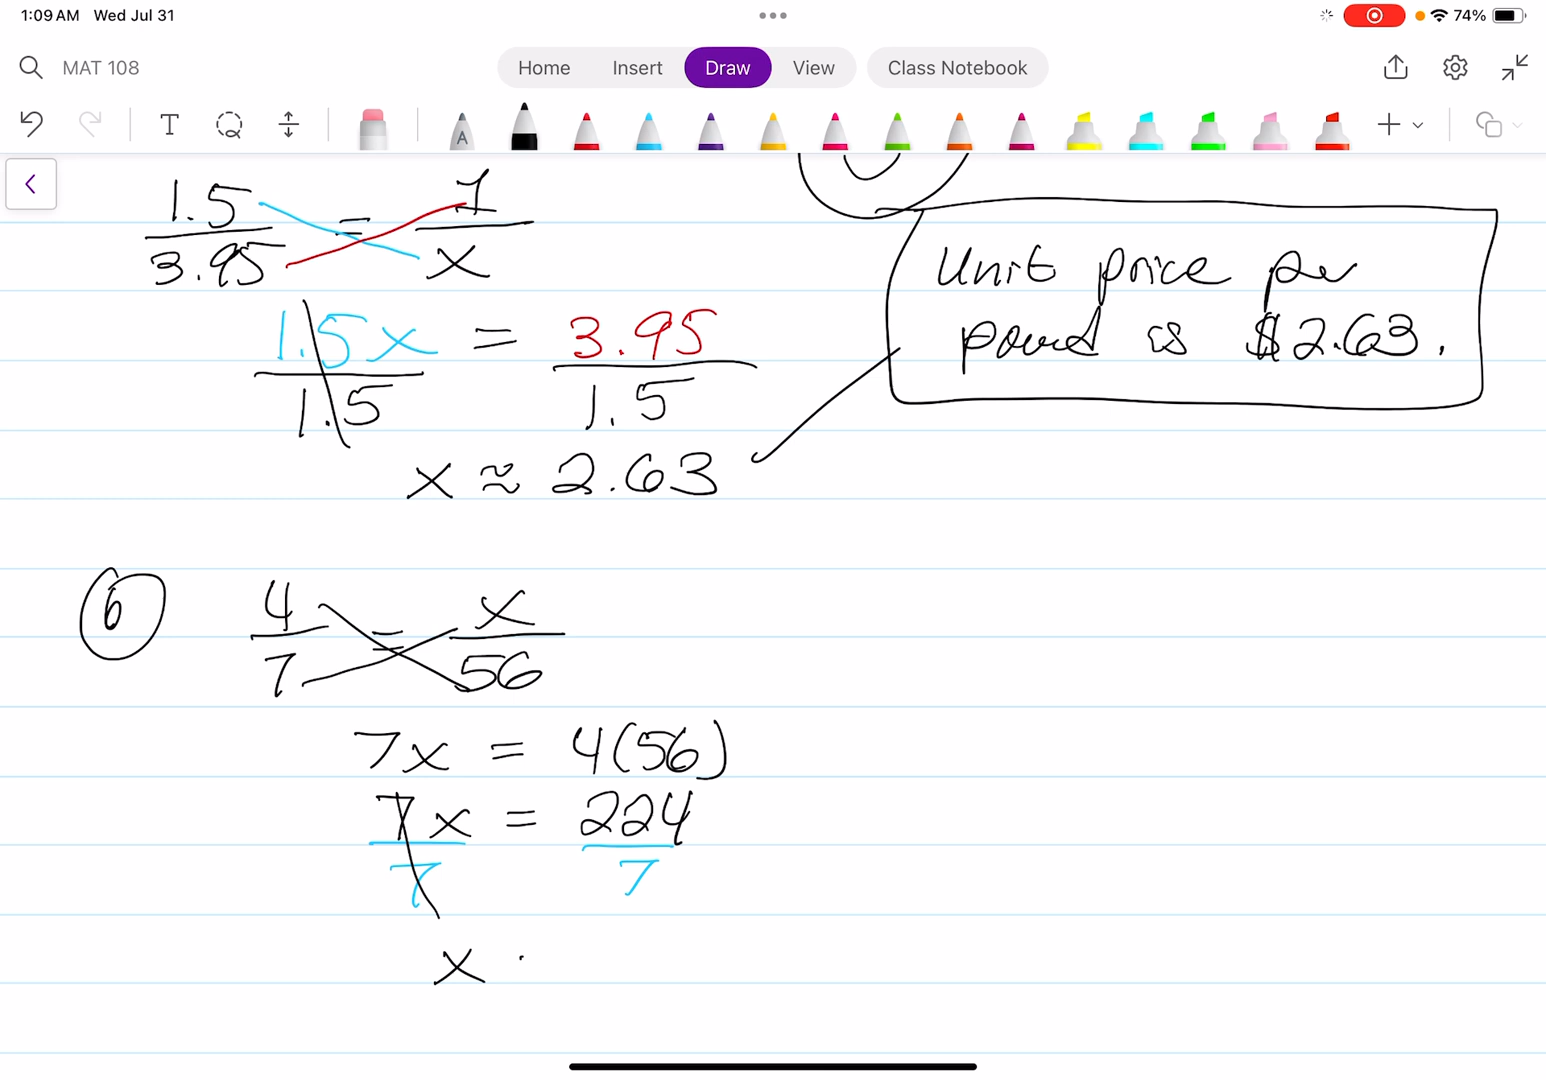 1:09 AM Wed Jul 31
74%
MAT 108
Home Insert Draw View Class Notebook
T A
1.5/3.95 = 1/x
1.5x/1.5 = 3.95/1.5
x ≈ 2.63
Unit price per
pound is $2.63.
6
4/7 = x/56
7x = 4(56)
7x/7 = 224/7
x